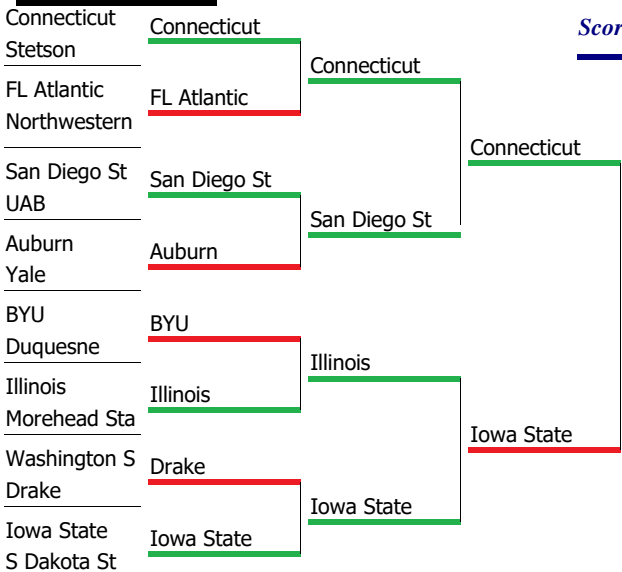 Connecticut
Stetson
FL Atlantic
Northwestern
San Diego St
UAB
Auburn
Yale
BYU
Duquesne
Illinois
Morehead Sta
Washington S
Drake
Iowa State
S Dakota St
Connecticut
FL Atlantic
San Diego St
Auburn
BYU
Illinois
Drake
Iowa State
Connecticut
San Diego St
Illinois
Iowa State
Connecticut
Iowa State
Scor